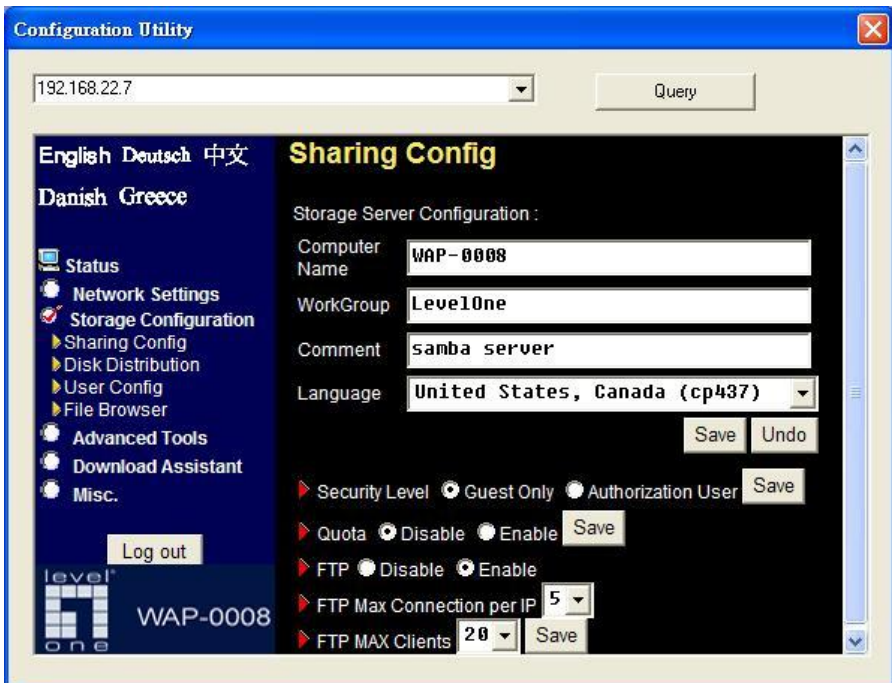 Configuration Utility
192.168.22.7
Query
English Deutsch 中文
Danish Greece
Status
Network Settings
Storage Configuration
Sharing Config
Disk Distribution
User Config
File Browser
Advanced Tools
Download Assistant
Misc.
Log out
level
one
WAP-0008
Sharing Config
Storage Server Configuration :
Computer Name WAP-0008
WorkGroup LevelOne
Comment samba server
Language United States, Canada (cp437)
Save Undo
Security Level Guest Only Authorization User Save
Quota Disable Enable Save
FTP Disable Enable
FTP Max Connection per IP 5
FTP MAX Clients 20 Save